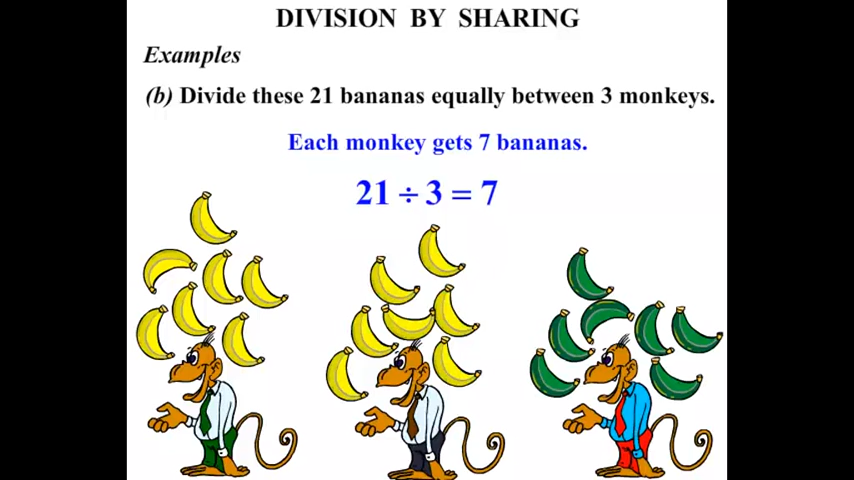 DIVISION BY SHARING
Examples
(b) Divide these 21 bananas equally between 3 monkeys.
Each monkey gets 7 bananas.
21 ÷ 3 = 7